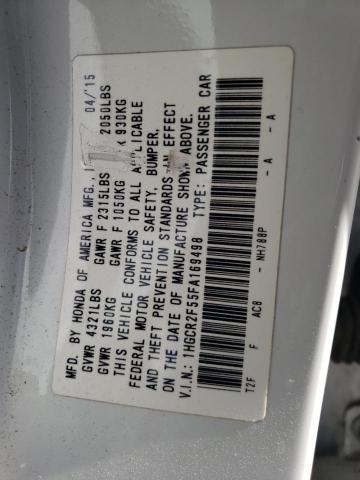 MFD. BY HONDA OF AMERICA MFG., 04/15
GVWR 4321LBS GAWR F 2315LBS 2050LBS
GVWR 1960KG GAWR F 1050KG 930KG
THIS VEHICLE CONFORMS TO ALL APPLICABLE
FEDERAL MOTOR VEHICLE SAFETY, BUMPER,
AND THEFT PREVENTION STANDARDS IN EFFECT
ON THE DATE OF MANUFACTURE SHOWN ABOVE.
V.I.N.: 1HGCR2F55FA169498 TYPE: PASSENGER CAR
T2F F AC8 - NH788P - A - A